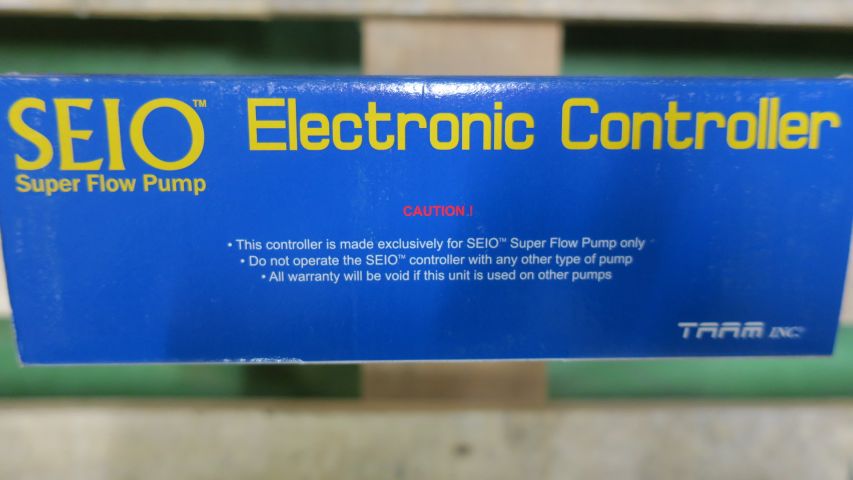 SEIO™ Electronic Controller
Super Flow Pump
CAUTION.!
• This controller is made exclusively for SEIO™ Super Flow Pump only
• Do not operate the SEIO™ controller with any other type of pump
• All warranty will be void if this unit is used on other pumps
TAAM INC.